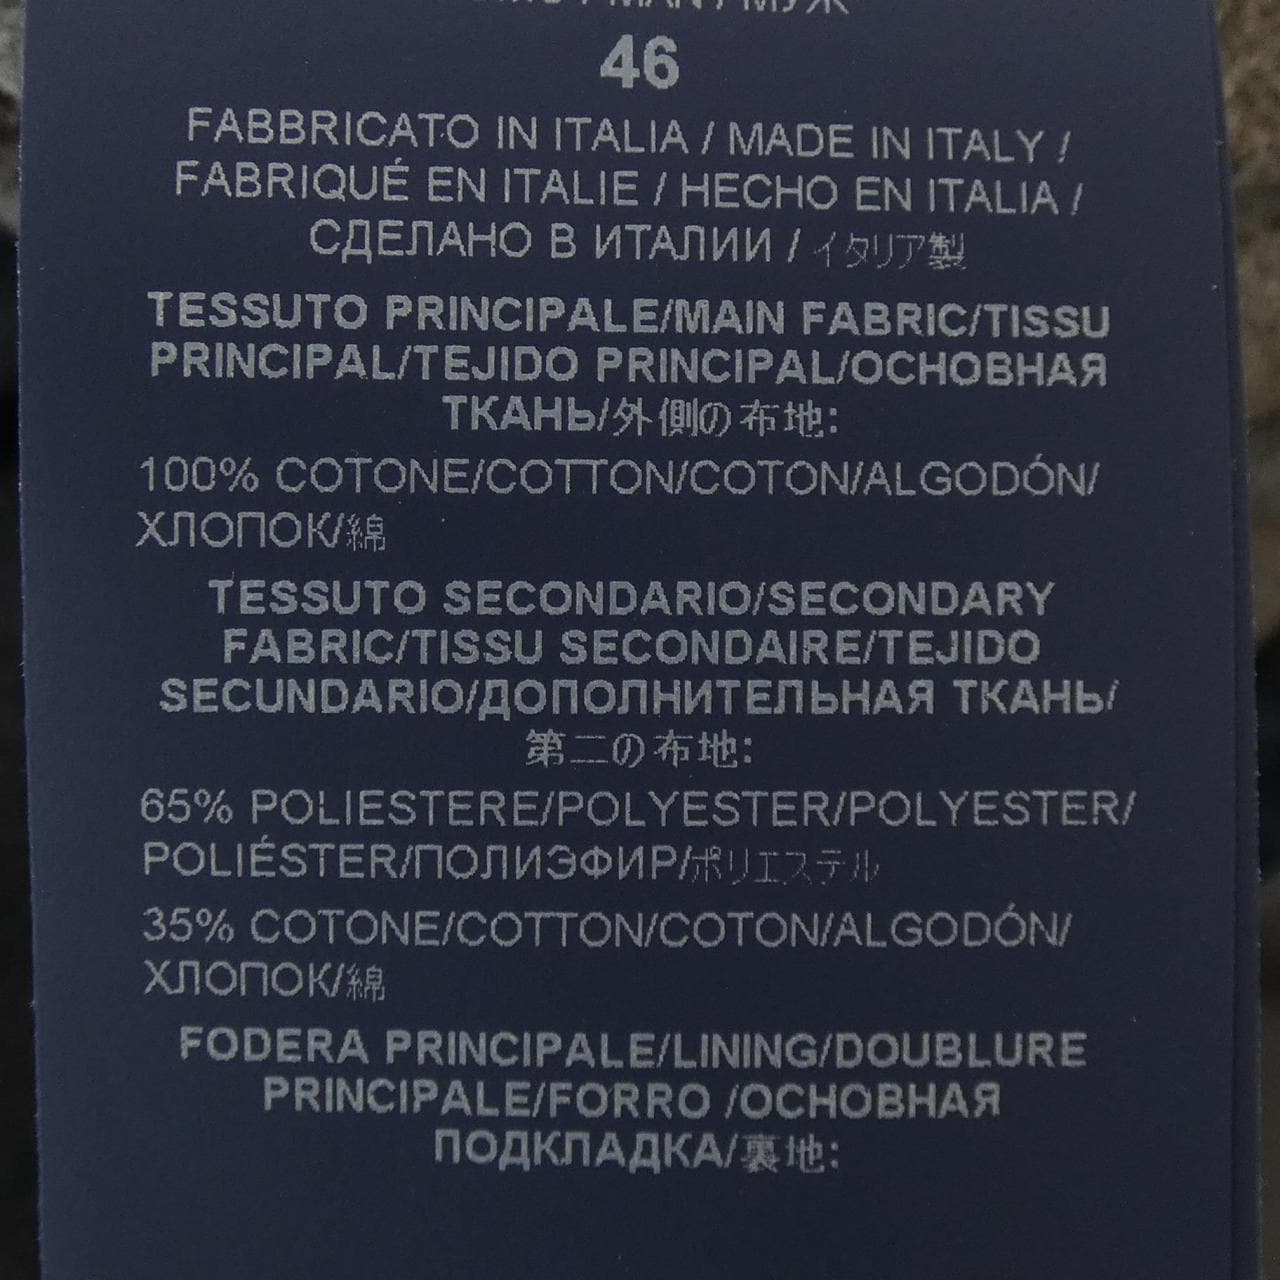 / MAN / МУЖ
46
FABBRICATO IN ITALIA / MADE IN ITALY /
FABRIQUÉ EN ITALIE / HECHO EN ITALIA /
СДЕЛАНО В ИТАЛИИ / イタリア製
TESSUTO PRINCIPALE/MAIN FABRIC/TISSU
PRINCIPAL/TEJIDO PRINCIPAL/ОСНОВНАЯ
ТКАНЬ/外側の布地:
100% COTONE/COTTON/COTON/ALGODÓN/
ХЛОПОК/綿
TESSUTO SECONDARIO/SECONDARY
FABRIC/TISSU SECONDAIRE/TEJIDO
SECUNDARIO/ДОПОЛНИТЕЛЬНАЯ ТКАНЬ/
第二の布地:
65% POLIESTERE/POLYESTER/POLYESTER/
POLIÉSTER/ПОЛИЭФИР/ポリエステル
35% COTONE/COTTON/COTON/ALGODÓN/
ХЛОПОК/綿
FODERA PRINCIPALE/LINING/DOUBLURE
PRINCIPALE/FORRO /ОСНОВНАЯ
ПОДКЛАДКА/裏地: